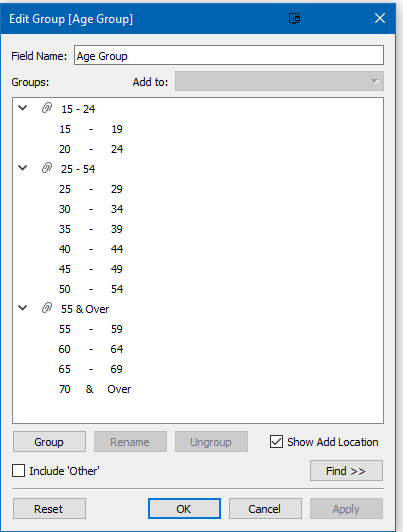 Edit Group [Age Group]
Field Name: Age Group
Groups: Add to:
15 - 24
15 - 19
20 - 24
25 - 54
25 - 29
30 - 34
35 - 39
40 - 44
45 - 49
50 - 54
55 & Over
55 - 59
60 - 64
65 - 69
70 & Over
Group Rename Ungroup Show Add Location
Include 'Other' Find >>
Reset OK Cancel Apply